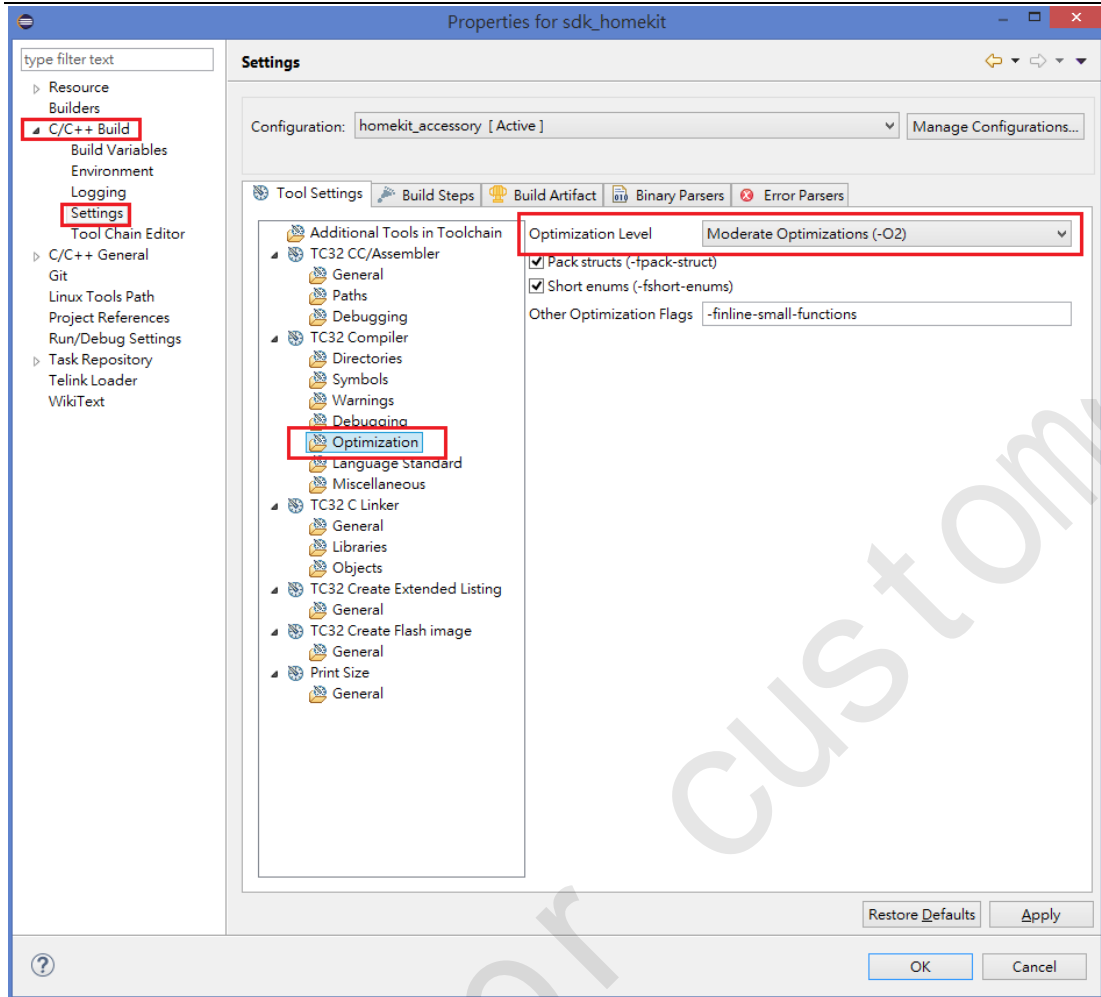 Properties for sdk_homekit
type filter text
Resource
Builders
C/C++ Build
Build Variables
Environment
Logging
Settings
Tool Chain Editor
C/C++ General
Git
Linux Tools Path
Project References
Run/Debug Settings
Task Repository
Telink Loader
WikiText
Settings
Configuration: homekit_accessory [ Active ] Manage Configurations...
Tool Settings Build Steps Build Artifact Binary Parsers Error Parsers
Additional Tools in Toolchain
TC32 CC/Assembler
General
Paths
Debugging
TC32 Compiler
Directories
Symbols
Warnings
Debugging
Optimization
Language Standard
Miscellaneous
TC32 C Linker
General
Libraries
Objects
TC32 Create Extended Listing
General
TC32 Create Flash image
General
Print Size
General
Optimization Level Moderate Optimizations (-O2)
Pack structs (-fpack-struct)
Short enums (-fshort-enums)
Other Optimization Flags -finline-small-functions
Restore Defaults Apply
OK Cancel